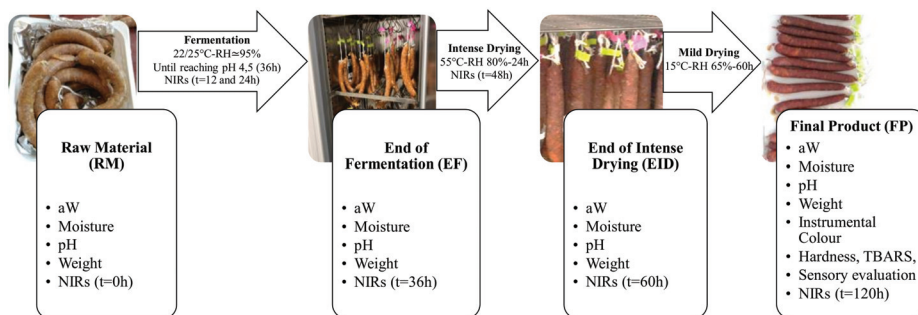 Fermentation
22/25°C-RH≃95%
Until reaching pH 4,5 (36h)
NIRs (t=12 and 24h)
Intense Drying
55°C-RH 80%-24h
NIRs (t=48h)
Mild Drying
15°C-RH 65%-60h
Raw Material
(RM)
• aW
• Moisture
• pH
• Weight
• NIRs (t=0h)
End of
Fermentation (EF)
• aW
• Moisture
• pH
• Weight
• NIRs (t=36h)
End of Intense
Drying (EID)
• aW
• Moisture
• pH
• Weight
• NIRs (t=60h)
Final Product (FP)
• aW
• Moisture
• pH
• Weight
• Instrumental
Colour
• Hardness, TBARS,
• Sensory evaluation
• NIRs (t=120h)